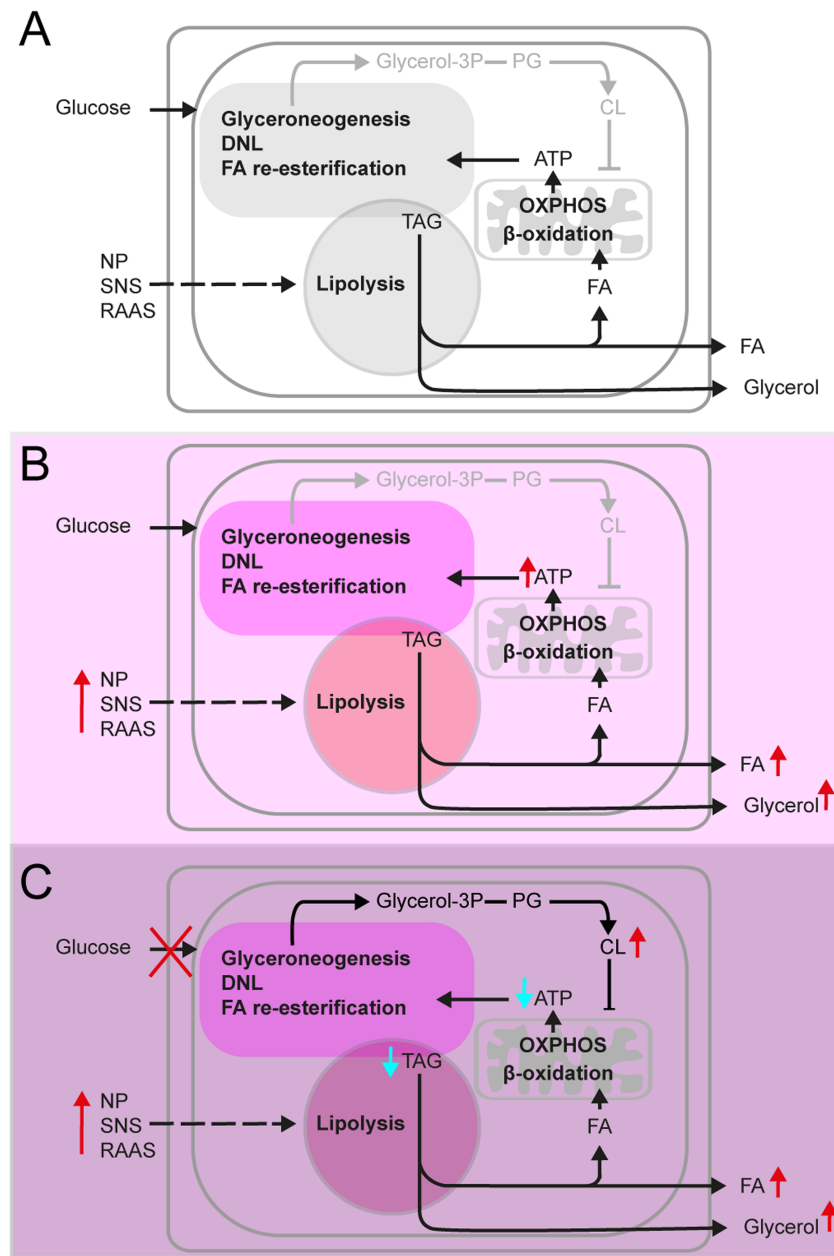 A
Glycerol-3P PG
Glucose
Glyceroneogenesis
DNL
FA re-esterification
CL
ATP
OXPHOS
β-oxidation
TAG
NP
SNS
RAAS
Lipolysis
FA
FA
Glycerol
B
Glycerol-3P PG
Glucose
Glyceroneogenesis
DNL
FA re-esterification
CL
ATP
OXPHOS
β-oxidation
TAG
NP
SNS
RAAS
Lipolysis
FA
FA
Glycerol
C
Glycerol-3P PG
Glucose
Glyceroneogenesis
DNL
FA re-esterification
CL
ATP
OXPHOS
β-oxidation
TAG
NP
SNS
RAAS
Lipolysis
FA
FA
Glycerol